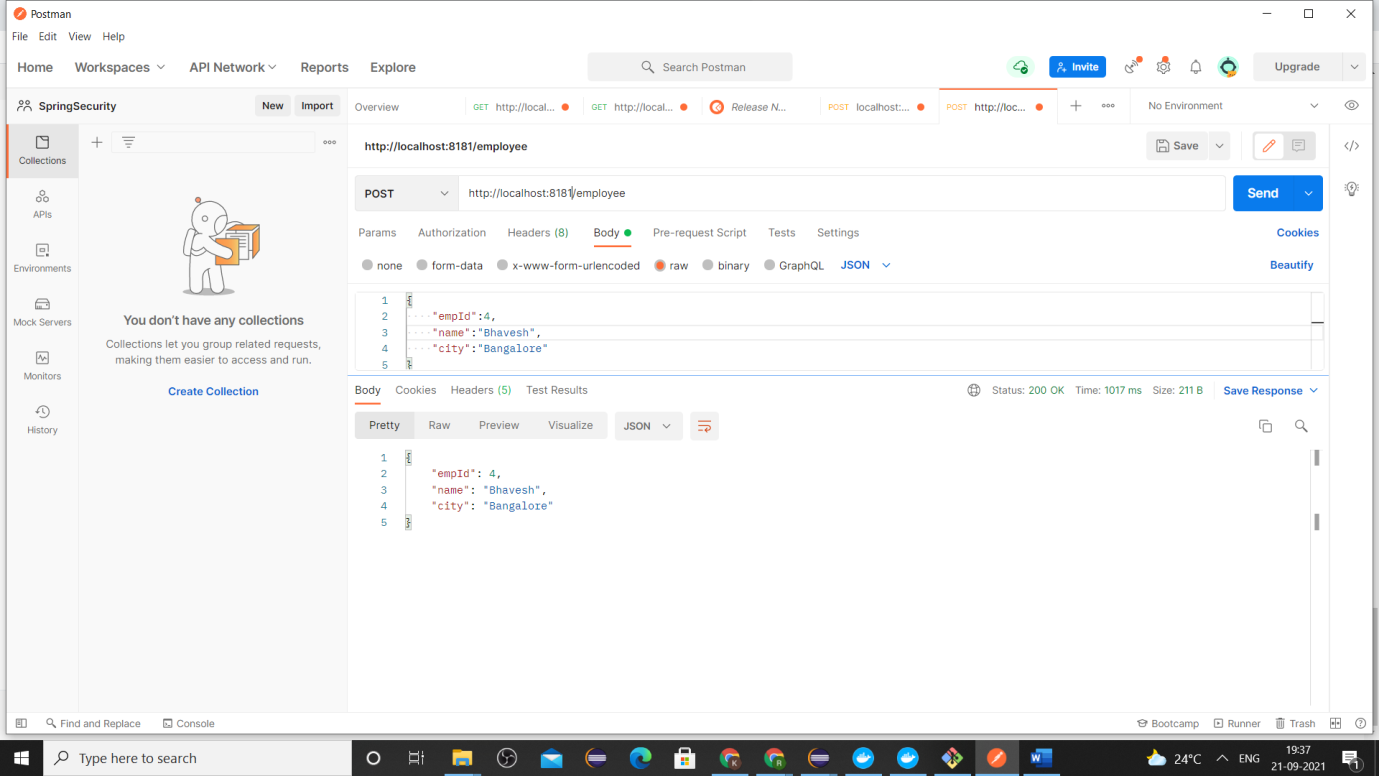 Postman
File Edit View Help
Home Workspaces API Network Reports Explore Search Postman Invite Upgrade
SpringSecurity New Import Overview GET http://local... GET http://local... Release N... POST localhost:... POST http://loc... No Environment
http://localhost:8181/employee Save
Collections
POST http://localhost:8181/employee Send
APIs
Params Authorization Headers (8) Body Pre-request Script Tests Settings Cookies
Environments
none form-data x-www-form-urlencoded raw binary GraphQL JSON Beautify
Mock Servers
Monitors
History
You don't have any collections
Collections let you group related requests,
making them easier to access and run.
Create Collection
1 {
2 "empId":4,
3 "name":"Bhavesh",
4 "city":"Bangalore"
5 }
Body Cookies Headers (5) Test Results Status: 200 OK Time: 1017 ms Size: 211 B Save Response
Pretty Raw Preview Visualize JSON
1 {
2 "empId": 4,
3 "name": "Bhavesh",
4 "city": "Bangalore"
5 }
Find and Replace Console Bootcamp Runner Trash
Type here to search K R W 24°C ENG 19:37
21-09-2021 1